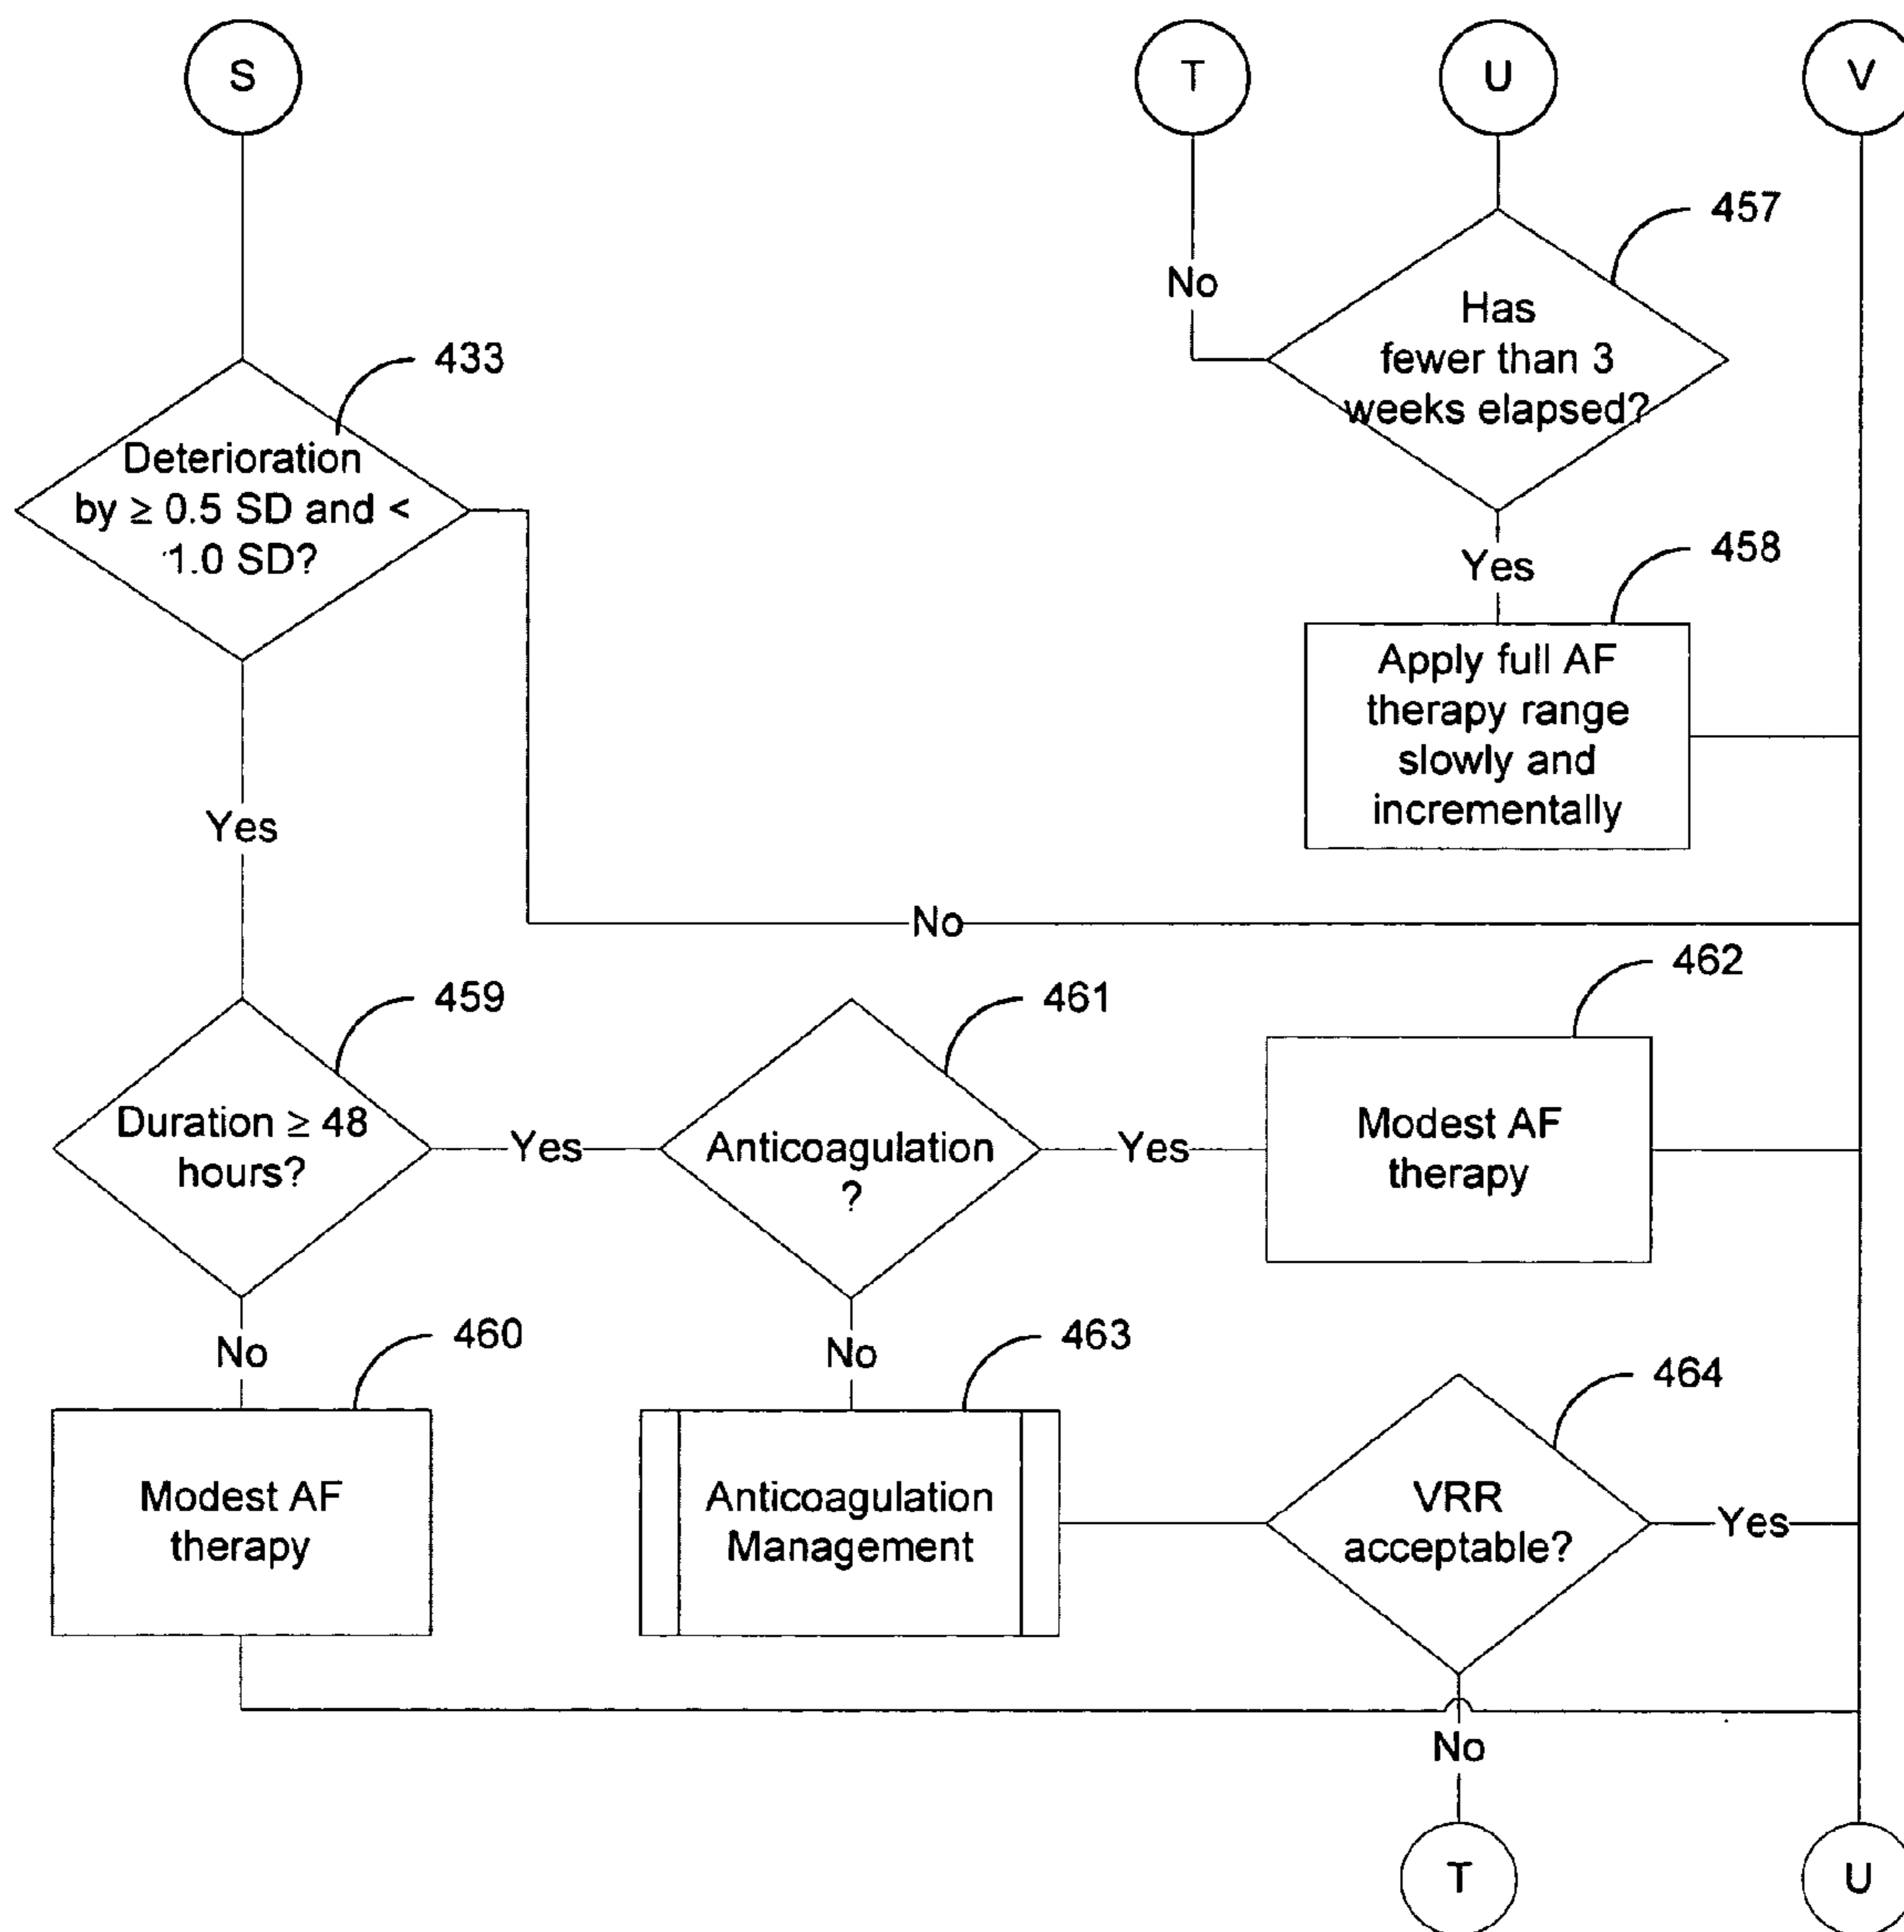 S
T
U
V
457
No
Has
fewer than 3
weeks elapsed?
433
Deterioration
by ≥ 0.5 SD and <
1.0 SD?
458
Yes
Apply full AF
therapy range
slowly and
incrementally
Yes
No
459
461
462
Duration ≥ 48
hours?
Yes
Anticoagulation
?
Yes
Modest AF
therapy
No
460
No
463
464
Modest AF
therapy
Anticoagulation
Management
VRR
acceptable?
Yes
No
T
U